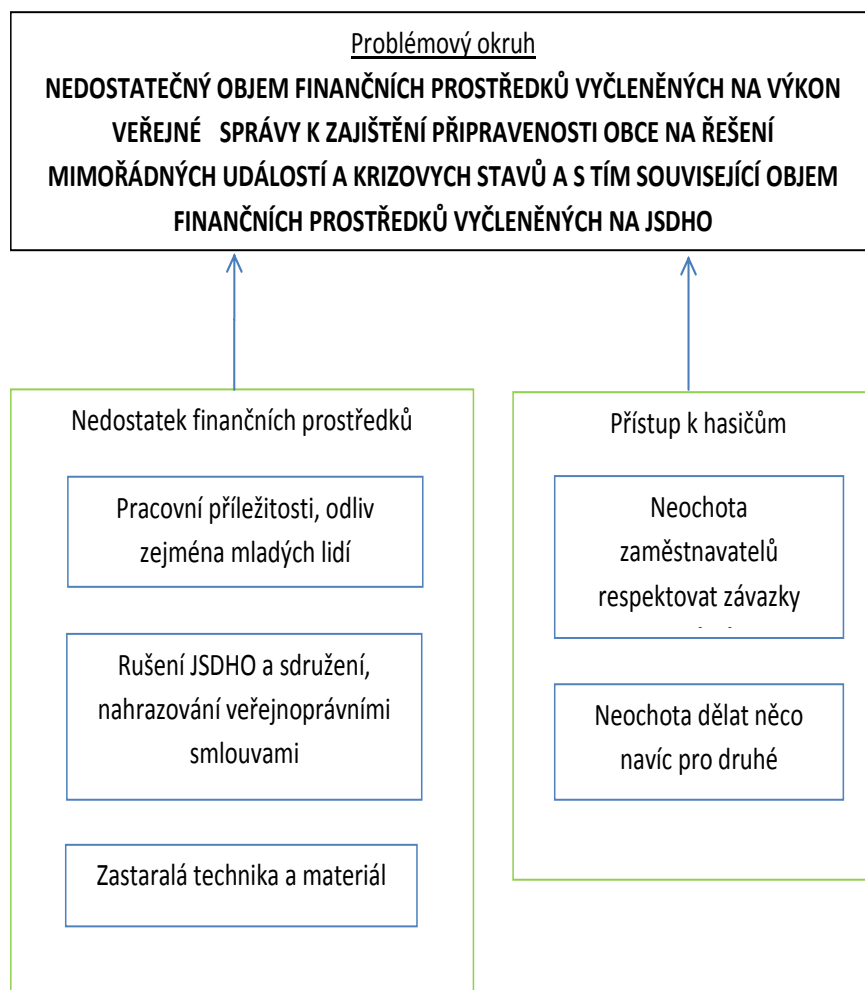 Problémový okruh
NEDOSTATEČNÝ OBJEM FINANČNÍCH PROSTŘEDKŮ VYČLENĚNÝCH NA VÝKON
VEŘEJNÉ SPRÁVY K ZAJIŠTĚNÍ PŘIPRAVENOSTI OBCE NA ŘEŠENÍ
MIMOŘÁDNÝCH UDÁLOSTÍ A KRIZOVYCH STAVŮ A S TÍM SOUVISEJÍCÍ OBJEM
FINANČNÍCH PROSTŘEDKŮ VYČLENĚNÝCH NA JSDHO
Nedostatek finančních prostředků
Pracovní příležitosti, odliv
zejména mladých lidí
Rušení JSDHO a sdružení,
nahrazování veřejnoprávními
smlouvami
Zastaralá technika a materiál
Přístup k hasičům
Neochota
zaměstnavatelů
respektovat závazky
Neochota dělat něco
navíc pro druhé